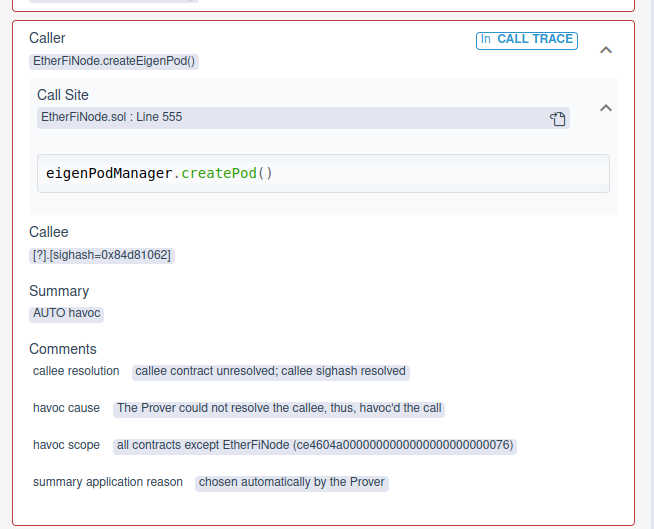 Caller
In CALL TRACE
EtherFiNode.createEigenPod()
Call Site
EtherFiNode.sol : Line 555
eigenPodManager.createPod()
Callee
[?].[sighash=0x84d81062]
Summary
AUTO havoc
Comments
callee resolution callee contract unresolved; callee sighash resolved
havoc cause The Prover could not resolve the callee, thus, havoc'd the call
havoc scope all contracts except EtherFiNode (ce4604a000000000000000000000000076)
summary application reason chosen automatically by the Prover